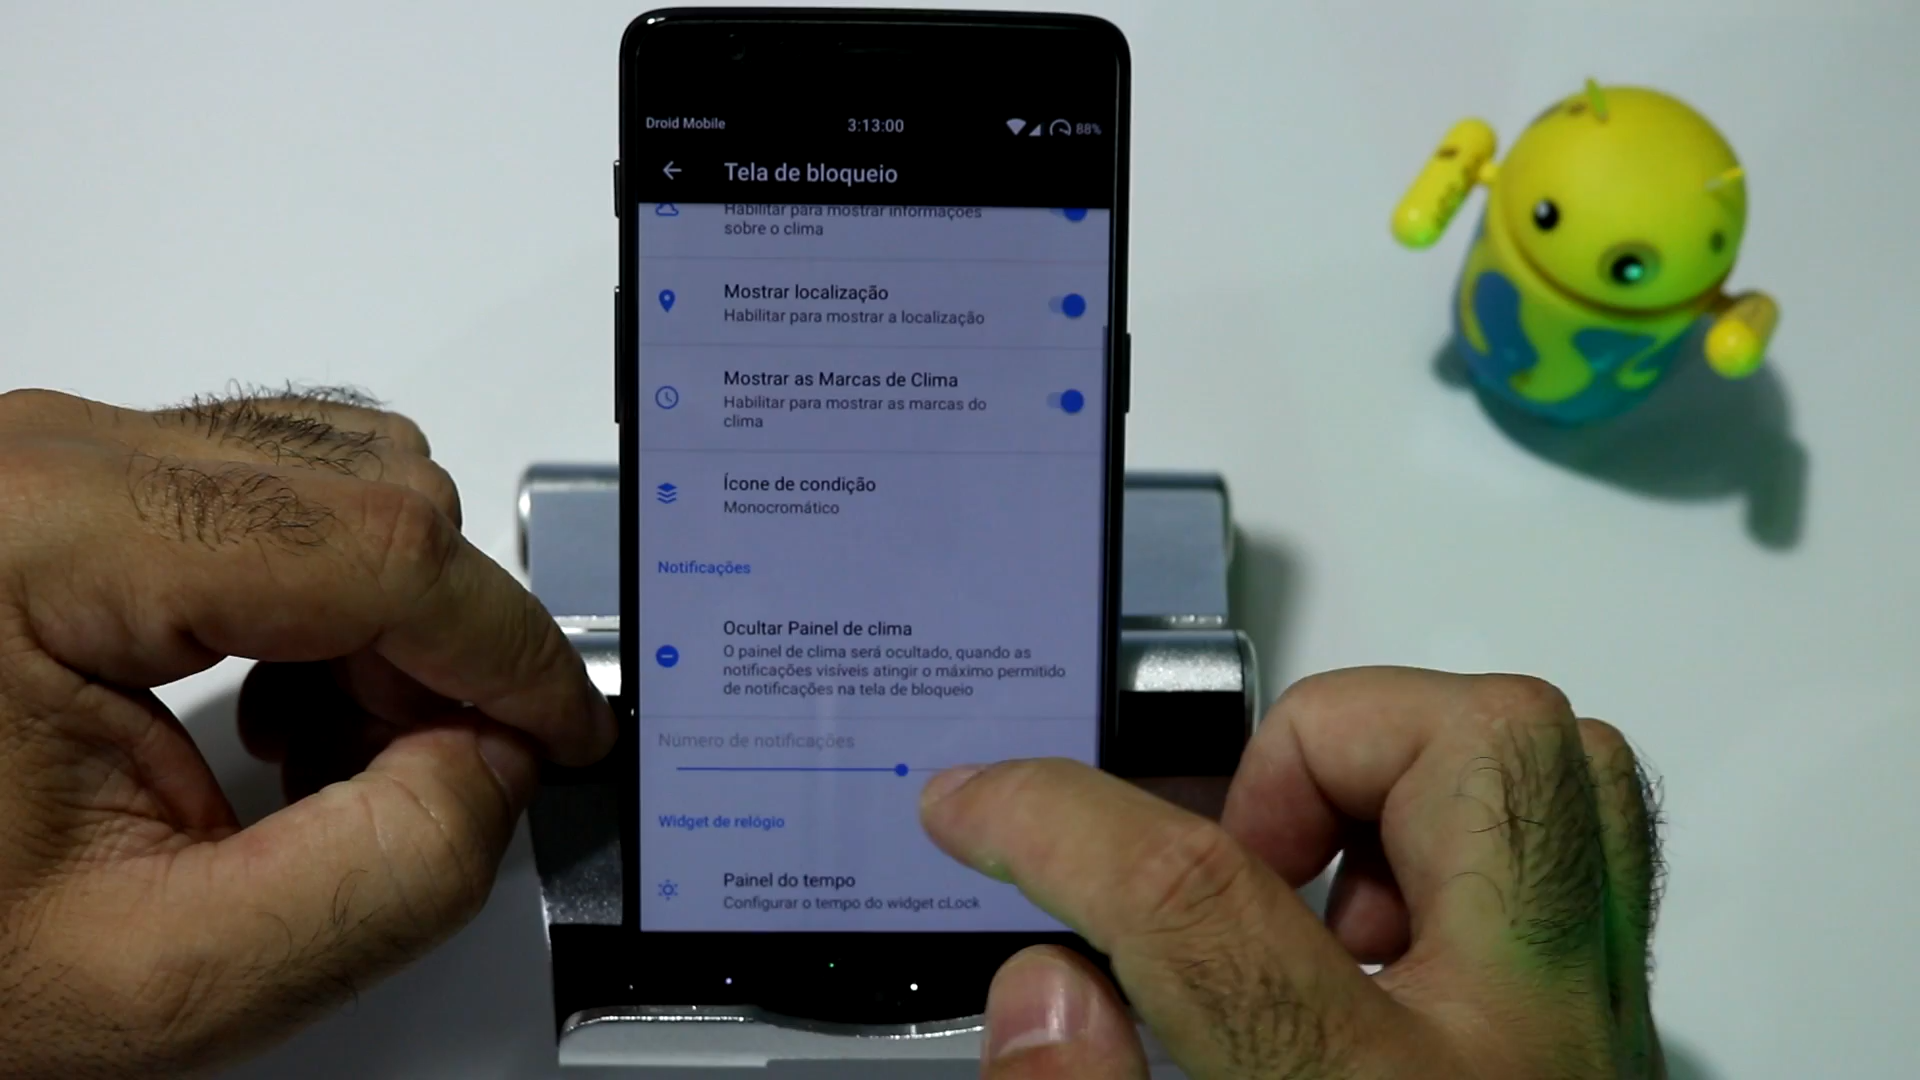 Droid Mobile 3:13:00 88%
Tela de bloqueio
Habilitar para mostrar informações
sobre o clima
Mostrar localização
Habilitar para mostrar a localização
Mostrar as Marcas de Clima
Habilitar para mostrar as marcas do
clima
Ícone de condição
Monocromático
Notificações
Ocultar Painel de clima
O painel de clima será ocultado, quando as
notificações visíveis atingir o máximo permitido
de notificações na tela de bloqueio
Numero de notificações
Widget de relógio
Painel do tempo
Configurar o tempo do widget cLock